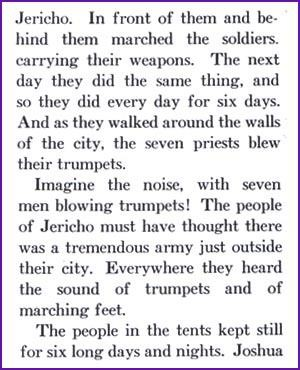 Jericho. In front of them and be-
hind them marched the soldiers.
carrying their weapons. The next
day they did the same thing, and
so they did every day for six days.
And as they walked around the walls
of the city, the seven priests blew
their trumpets.
Imagine the noise, with seven
men blowing trumpets! The people
of Jericho must have thought there
was a tremendous army just outside
their city. Everywhere they heard
the sound of trumpets and of
marching feet.
The people in the tents kept still
for six long days and nights. Joshua